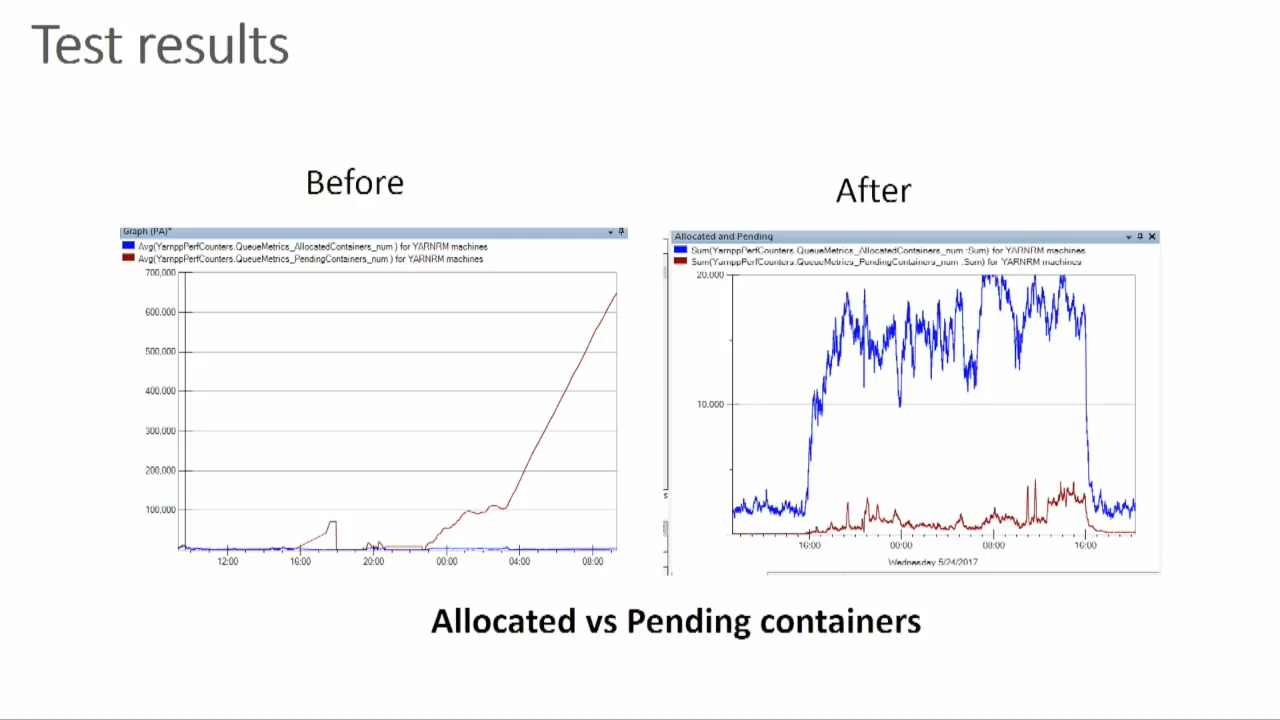 Test results
Before
After
Graph (PA)*
Avg(YarnppPerfCounters.QueueMetrics_AllocatedContainers_num ) for YARNRM machines
Avg(YarnppPerfCounters.QueueMetrics_PendingContainers_num ) for YARNRM machines
700,000
600,000
500,000
400,000
300,000
200,000
100,000
12:00 16:00 20:00 00:00 04:00 08:00
Allocated and Pending
Sum(YarnppPerfCounters.QueueMetrics_AllocatedContainers_num :Sum) for YARNRM machines
Sum(YarnppPerfCounters.QueueMetrics_PendingContainers_num :Sum) for YARNRM machines
20,000
10,000
16:00 00:00 08:00 16:00
Wednesday 5/24/2017
Allocated vs Pending containers